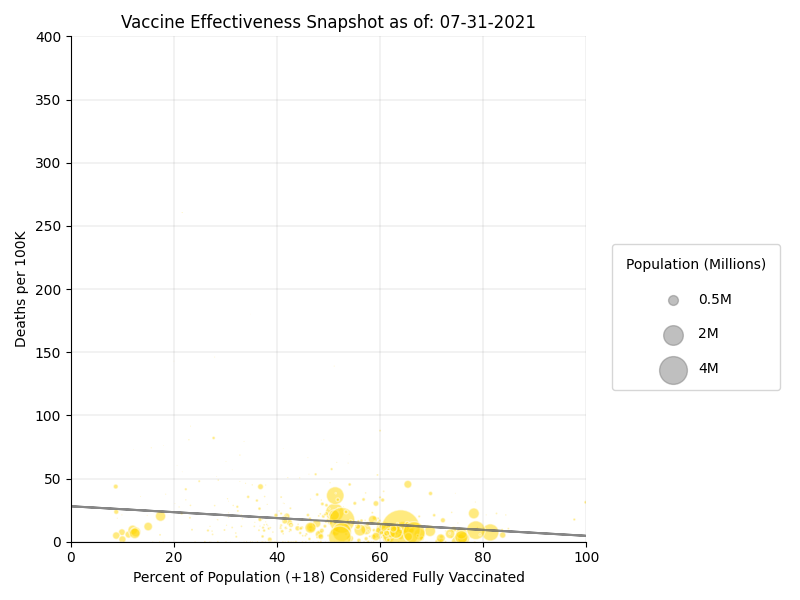 Vaccine Effectiveness Snapshot as of: 07-31-2021
400
350
300
250
200
150
100
50
0
Deaths per 100K
0 20 40 60 80 100
Percent of Population (+18) Considered Fully Vaccinated
Population (Millions)
0.5M
2M
4M